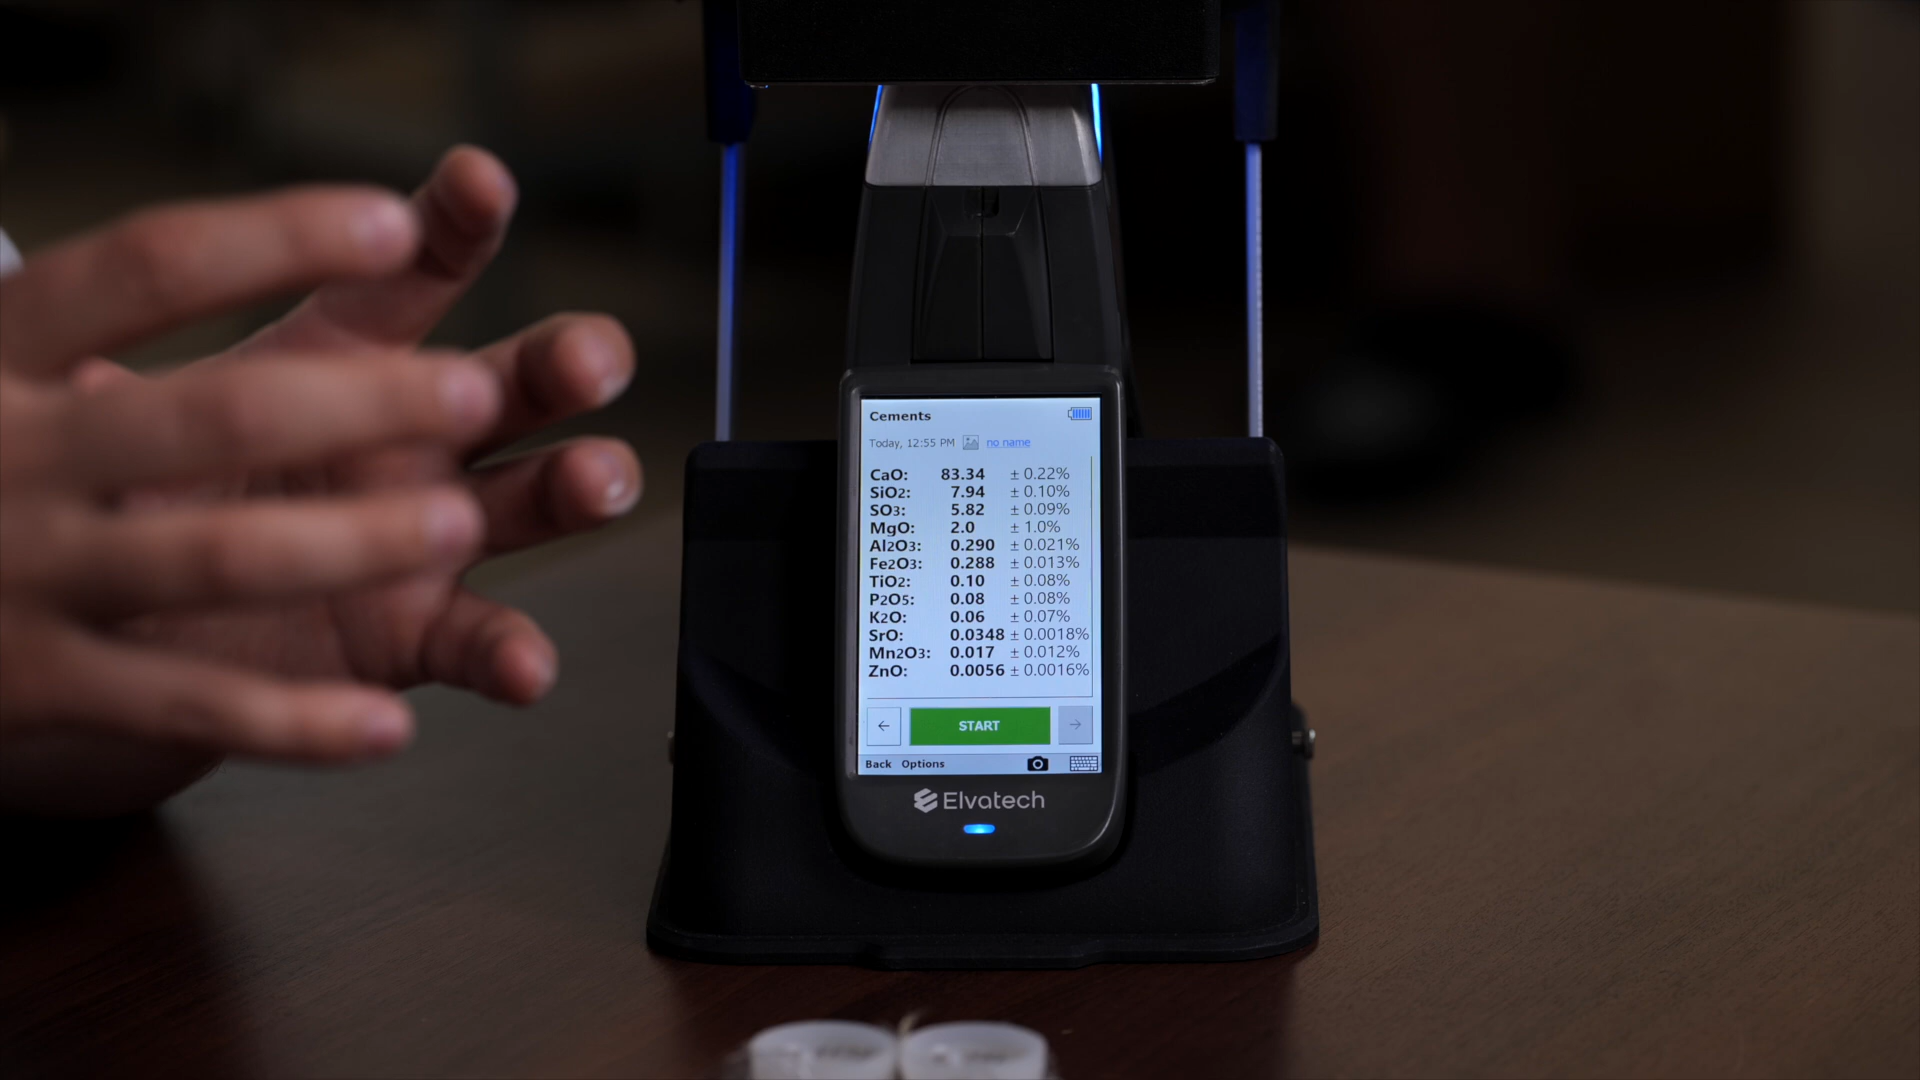 Cements
Today, 12:55 PM no name
CaO: 83.34 ± 0.22%
SiO2: 7.94 ± 0.10%
SO3: 5.82 ± 0.09%
MgO: 2.0 ± 1.0%
Al2O3: 0.290 ± 0.021%
Fe2O3: 0.288 ± 0.013%
TiO2: 0.10 ± 0.08%
P2O5: 0.08 ± 0.08%
K2O: 0.06 ± 0.07%
SrO: 0.0348 ± 0.0018%
Mn2O3: 0.017 ± 0.012%
ZnO: 0.0056 ± 0.0016%
← START →
Back Options
Elvatech